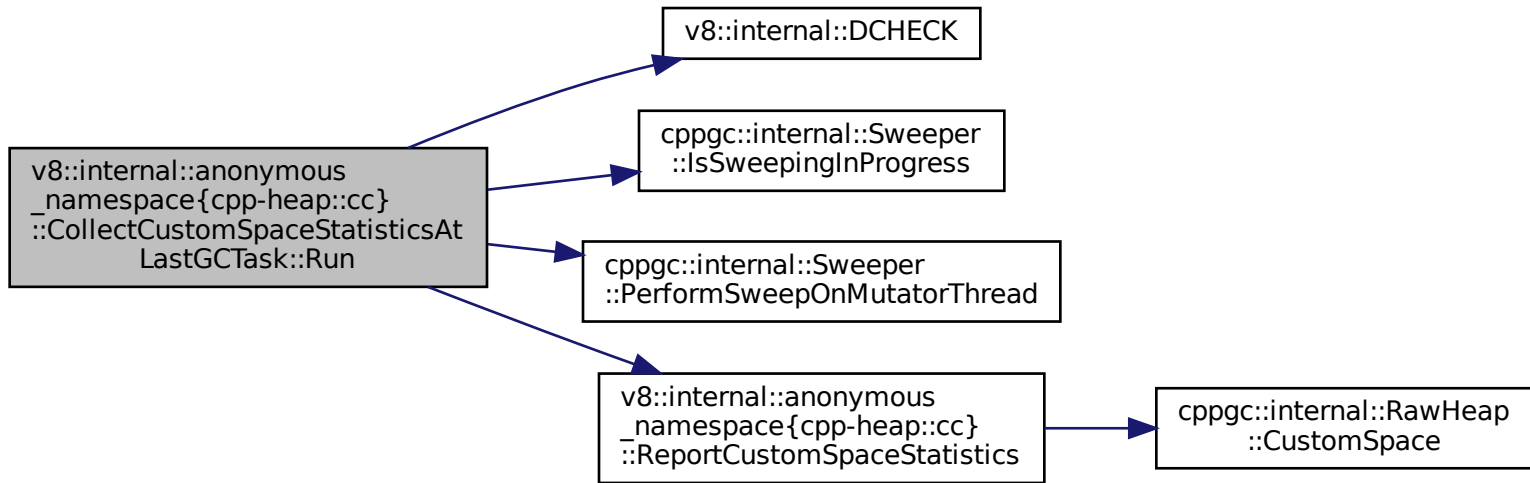 v8::internal::DCHECK
cppgc::internal::Sweeper
::IsSweepingInProgress
v8::internal::anonymous
_namespace{cpp-heap::cc}
::CollectCustomSpaceStatisticsAt
LastGCTask::Run
cppgc::internal::Sweeper
::PerformSweepOnMutatorThread
v8::internal::anonymous
_namespace{cpp-heap::cc}
::ReportCustomSpaceStatistics
cppgc::internal::RawHeap
::CustomSpace